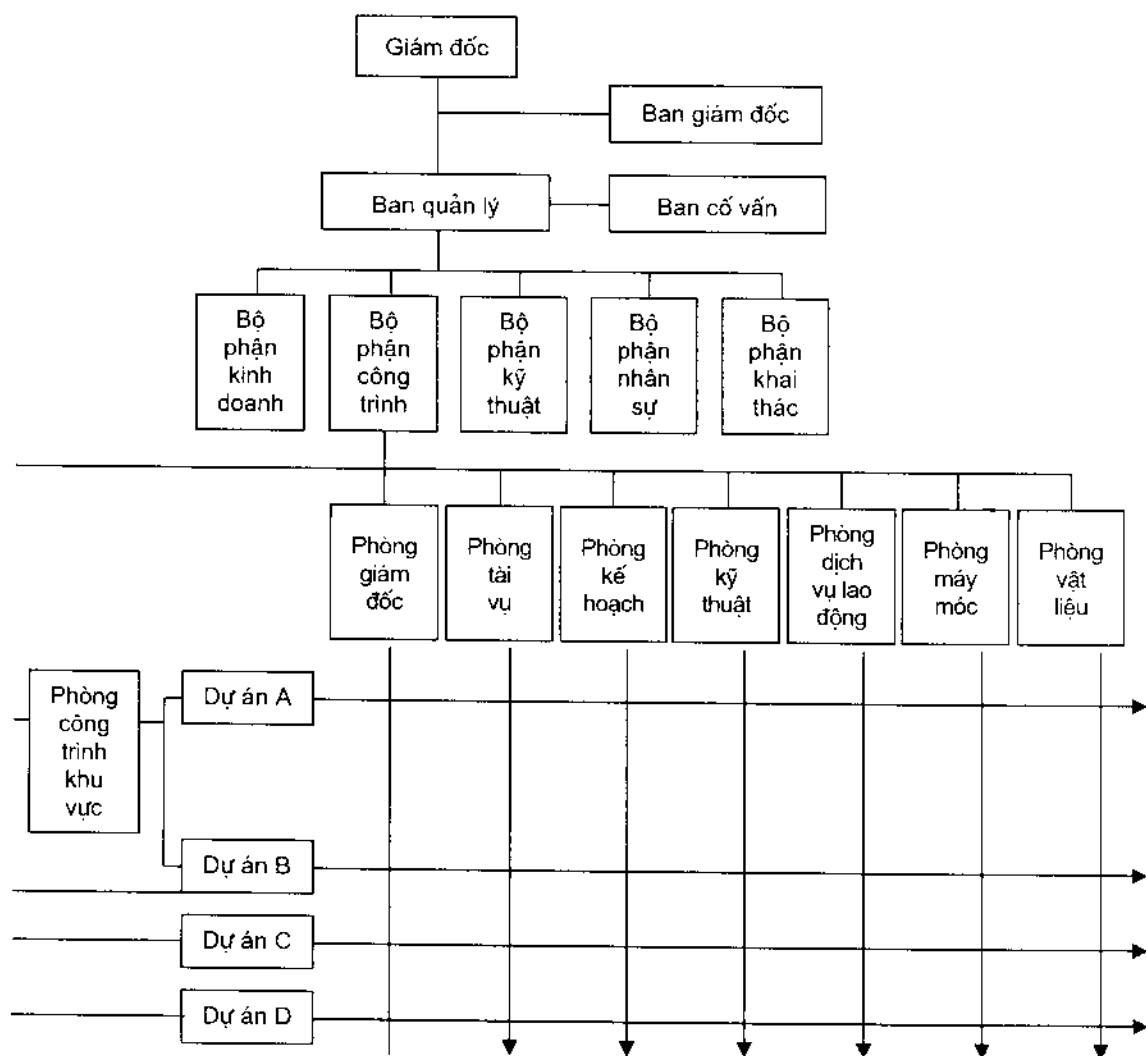 Giám đốc
Ban giám đốc
Ban quản lý
Ban cố vấn
Bộ
phận
kinh
doanh
Bộ
phận
công
trình
Bộ
phận
kỹ
thuật
Bộ
phận
nhân
sự
Bộ
phận
khai
thác
Phòng
giám
đốc
Phòng
tài
vụ
Phòng
kế
hoạch
Phòng
kỹ
thuật
Phòng
dịch
vụ lao
động
Phòng
máy
móc
Phòng
vật
liệu
Phòng
công
trình
khu
vực
Dự án A
Dự án B
Dự án C
Dự án D